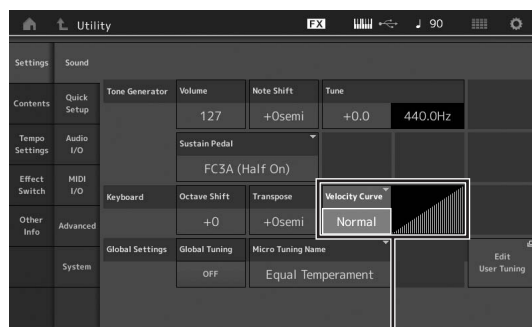 Utility
FX
♩ 90
Settings
Sound
Contents
Quick Setup
Tone Generator
Volume
127
Note Shift
+0semi
Tune
+0.0
440.0Hz
Tempo Settings
Audio I/O
Sustain Pedal
FC3A (Half On)
Effect Switch
MIDI I/O
Keyboard
Octave Shift
+0
Transpose
+0semi
Velocity Curve
Normal
Other Info
Advanced
Global Settings
Global Tuning
OFF
Micro Tuning Name
Equal Temperament
Edit User Tuning
System